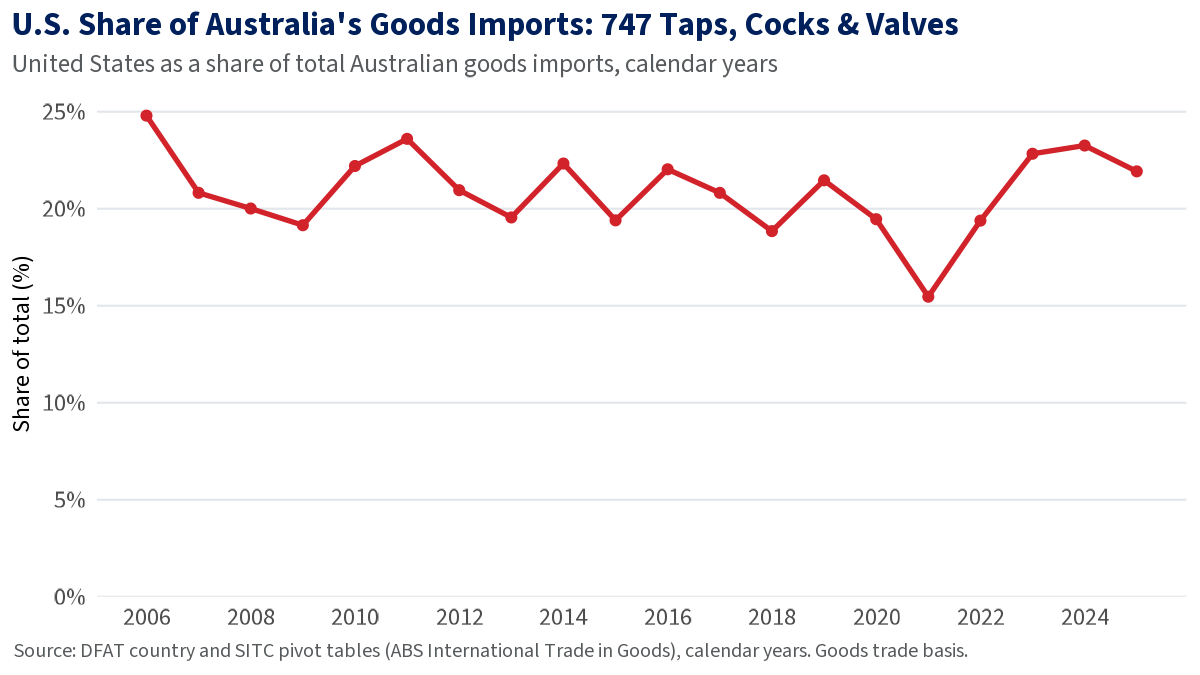 U.S. Share of Australia's Goods Imports: 747 Taps, Cocks & Valves
United States as a share of total Australian goods imports, calendar years
Share of total (%)
25%
20%
15%
10%
5%
0%
2006 2008 2010 2012 2014 2016 2018 2020 2022 2024
Source: DFAT country and SITC pivot tables (ABS International Trade in Goods), calendar years. Goods trade basis.